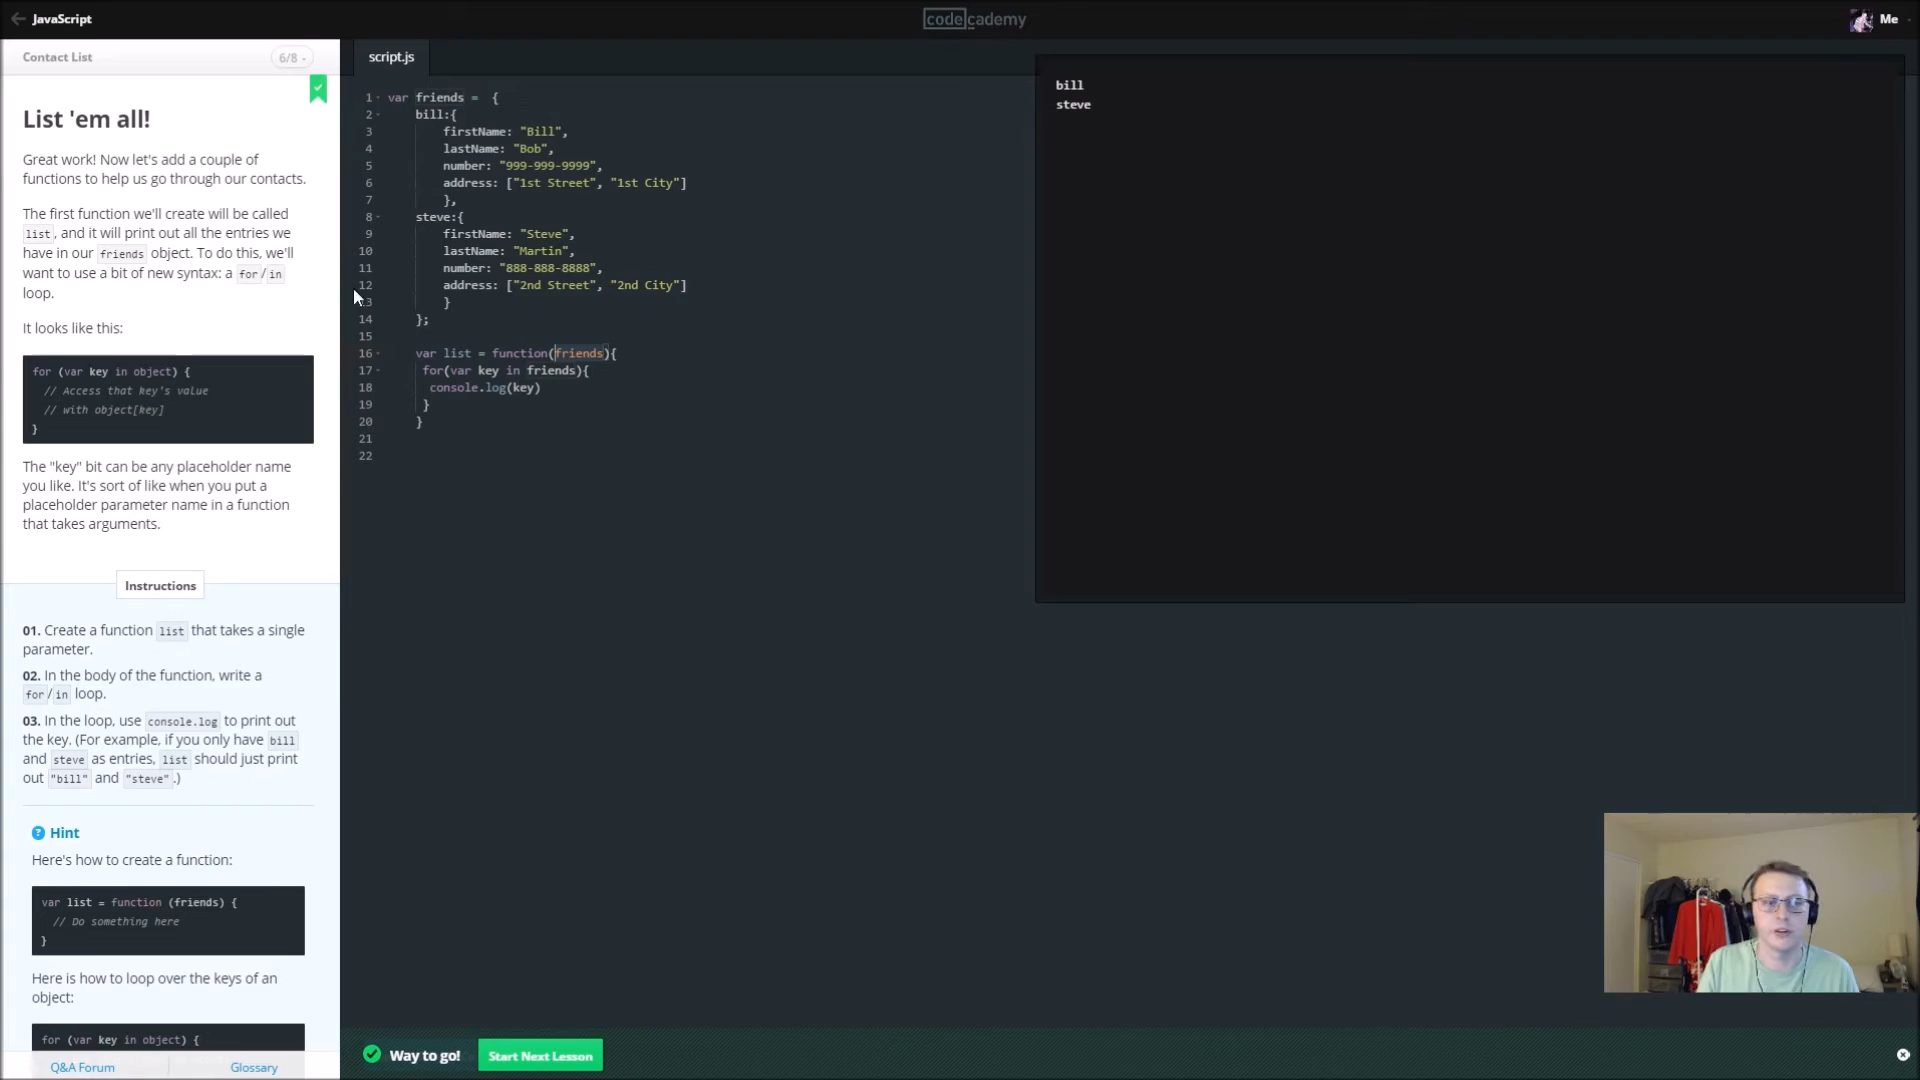 JavaScript
codecademy
Me
Contact List
6/8
script.js
List 'em all!
Great work! Now let's add a couple of
functions to help us go through our contacts.
The first function we'll create will be called
list, and it will print out all the entries we
have in our friends object. To do this, we'll
want to use a bit of new syntax: a for/in
loop.
It looks like this:
for (var key in object) {
// Access that key's value
// with object[key]
}
The "key" bit can be any placeholder name
you like. It's sort of like when you put a
placeholder parameter name in a function
that takes arguments.
Instructions
01. Create a function list that takes a single
parameter.
02. In the body of the function, write a
for/in loop.
03. In the loop, use console.log to print out
the key. (For example, if you only have bill
and steve as entries, list should just print
out "bill" and "steve".)
Hint
Here's how to create a function:
var list = function (friends) {
// Do something here
}
Here is how to loop over the keys of an
object:
for (var key in object) {
Q&A Forum
Glossary
1 var friends = {
2 bill:{
3 firstName: "Bill",
4 lastName: "Bob",
5 number: "999-999-9999",
6 address: ["1st Street", "1st City"]
7 },
8 steve:{
9 firstName: "Steve",
10 lastName: "Martin",
11 number: "888-888-8888",
12 address: ["2nd Street", "2nd City"]
13 }
14 };
15
16 var list = function(friends){
17 for(var key in friends){
18 console.log(key)
19 }
20 }
21
22
bill
steve
Way to go!
Start Next Lesson